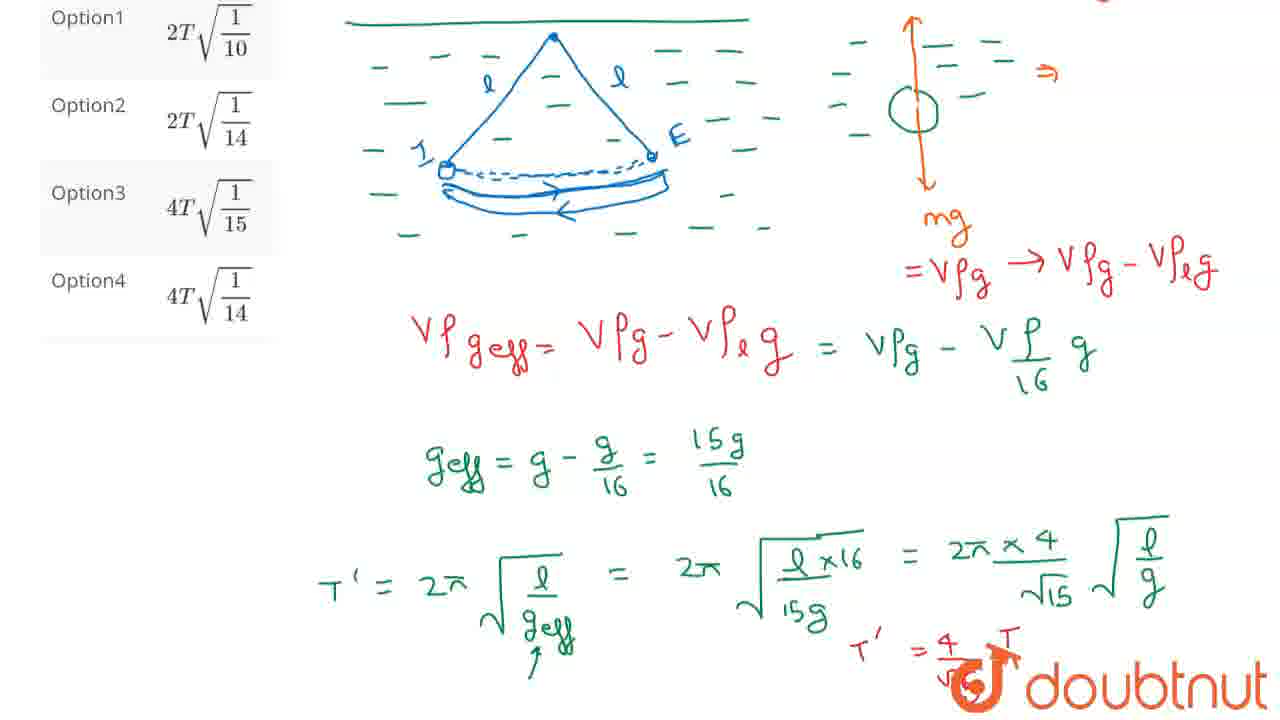 Option1 2T√(1/10)
Option2 2T√(1/14)
Option3 4T√(1/15)
Option4 4T√(1/14)
l l
I E
⇒
mg
= Vρg → Vρg - Vρₗg
Vρ g_eff = Vρg - Vρₗ g = Vρg - Vρ/16 g
g_eff = g - g/16 = 15g/16
T' = 2π √(l/g_eff) = 2π √(l×16/15g) = 2π×4/√15 √(l/g)
T' = 4/√ T
doubtnut